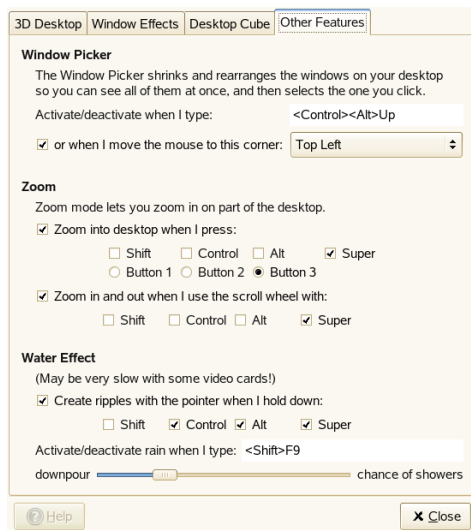 3D Desktop Window Effects Desktop Cube Other Features
Window Picker
The Window Picker shrinks and rearranges the windows on your desktop
so you can see all of them at once, and then selects the one you click.
Activate/deactivate when I type: <Control><Alt>Up
or when I move the mouse to this corner: Top Left
Zoom
Zoom mode lets you zoom in on part of the desktop.
Zoom into desktop when I press:
Shift Control Alt Super
Button 1 Button 2 Button 3
Zoom in and out when I use the scroll wheel with:
Shift Control Alt Super
Water Effect
(May be very slow with some video cards!)
Create ripples with the pointer when I hold down:
Shift Control Alt Super
Activate/deactivate rain when I type: <Shift>F9
downpour chance of showers
Help Close